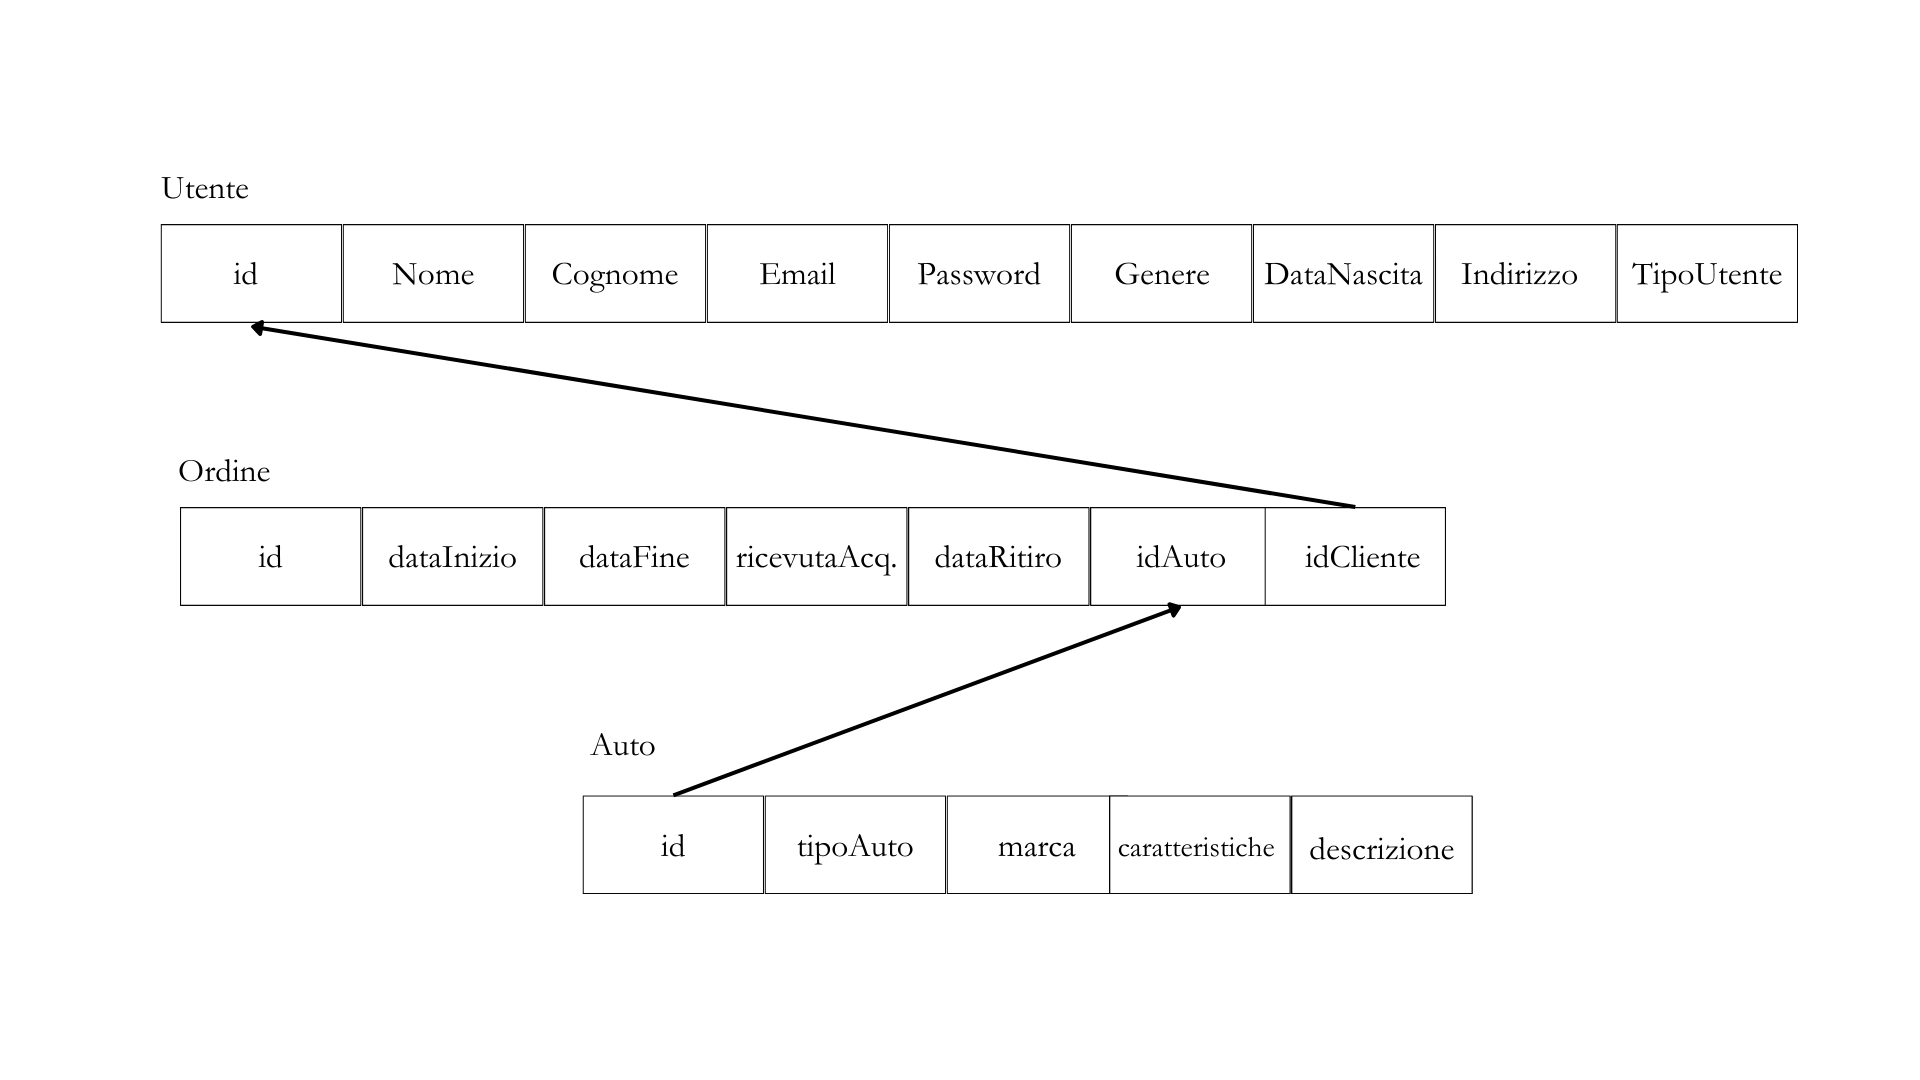 Utente
id Nome Cognome Email Password Genere DataNascita Indirizzo TipoUtente
Ordine
id dataInizio dataFine ricevutaAcq. dataRitiro idAuto idCliente
Auto
id tipoAuto marca caratteristiche descrizione